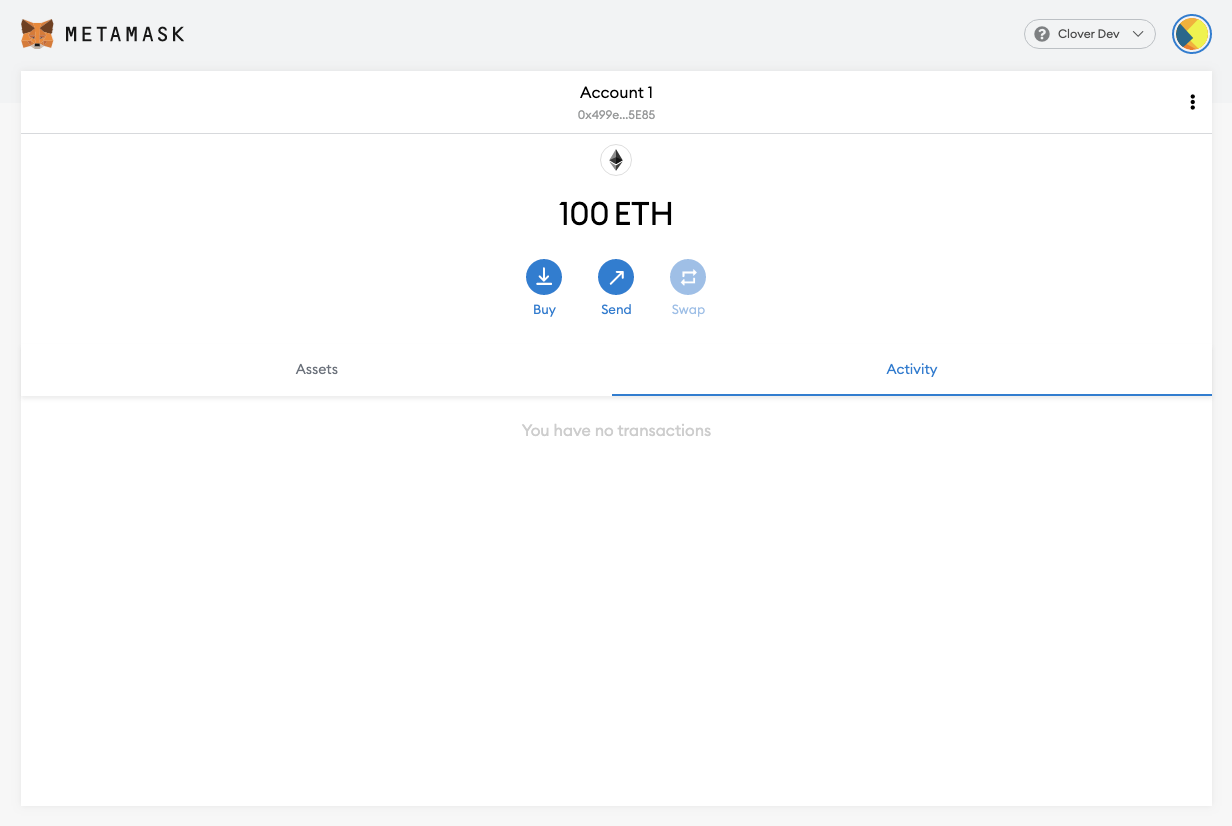 METAMASK
Clover Dev
Account 1
0x499e...5E85
100 ETH
Buy Send Swap
Assets Activity
You have no transactions